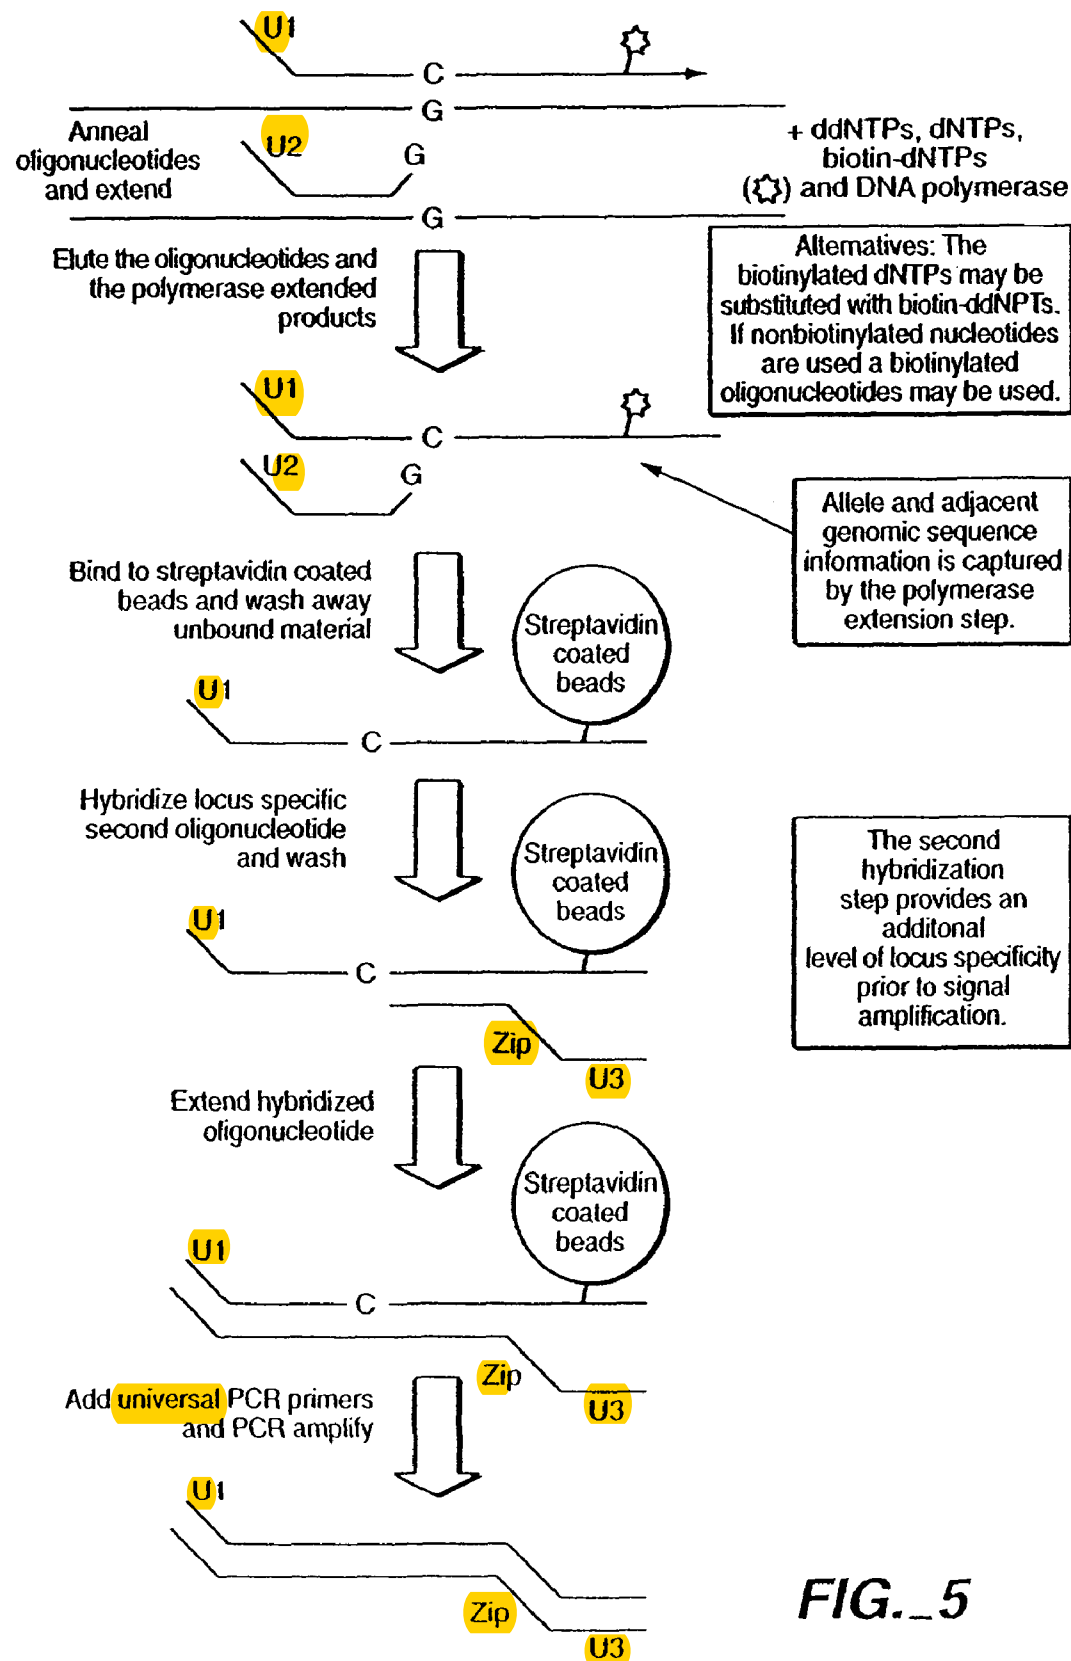 U1
C
G
Anneal
oligonucleotides
and extend
U2
G
G
+ ddNTPs, dNTPs,
biotin-dNTPs
( ) and DNA polymerase
Elute the oligonucleotides and
the polymerase extended
products
Alternatives: The
biotinylated dNTPs may be
substituted with biotin-ddNPTs.
If nonbiotinylated nucleotides
are used a biotinylated
oligonucleotides may be used.
U1
C
U2
G
Allele and adjacent
genomic sequence
information is captured
by the polymerase
extension step.
Bind to streptavidin coated
beads and wash away
unbound material
Streptavidin
coated
beads
U1
C
Hybridize locus specific
second oligonucleotide
and wash
Streptavidin
coated
beads
The second
hybridization
step provides an
additonal
level of locus specificity
prior to signal
amplification.
U1
C
Zip
U3
Extend hybridized
oligonucleotide
Streptavidin
coated
beads
U1
C
Zip
U3
Add universal PCR primers
and PCR amplify
U1
Zip
U3
FIG._5